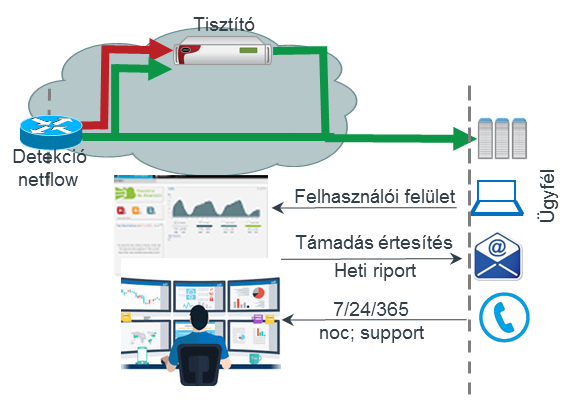 Tisztító
Detekció
netflow
Felhasználói felület
Támadás értesítés
Heti riport
7/24/365
noc; support
Ügyfél
@